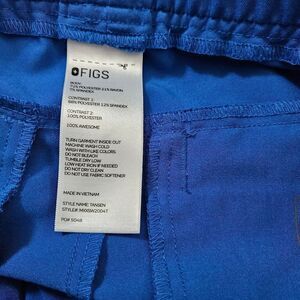 FIGS
BODY:
72% POLYESTER 21% RAYON
7% SPANDEX
CONTRAST 1:
88% POLYESTER 12% SPANDEX
CONTRAST 2:
100% POLYESTER
100% AWESOME
TURN GARMENT INSIDE OUT
MACHINE WASH COLD
WASH WITH LIKE COLORS
DO NOT BLEACH
TUMBLE DRY LOW
LOW HEAT IRON IF NEEDED
DO NOT DRY CLEAN
DO NOT USE FABRIC SOFTENER
MADE IN VIETNAM
STYLE NAME: TANSEN
PO# 5048